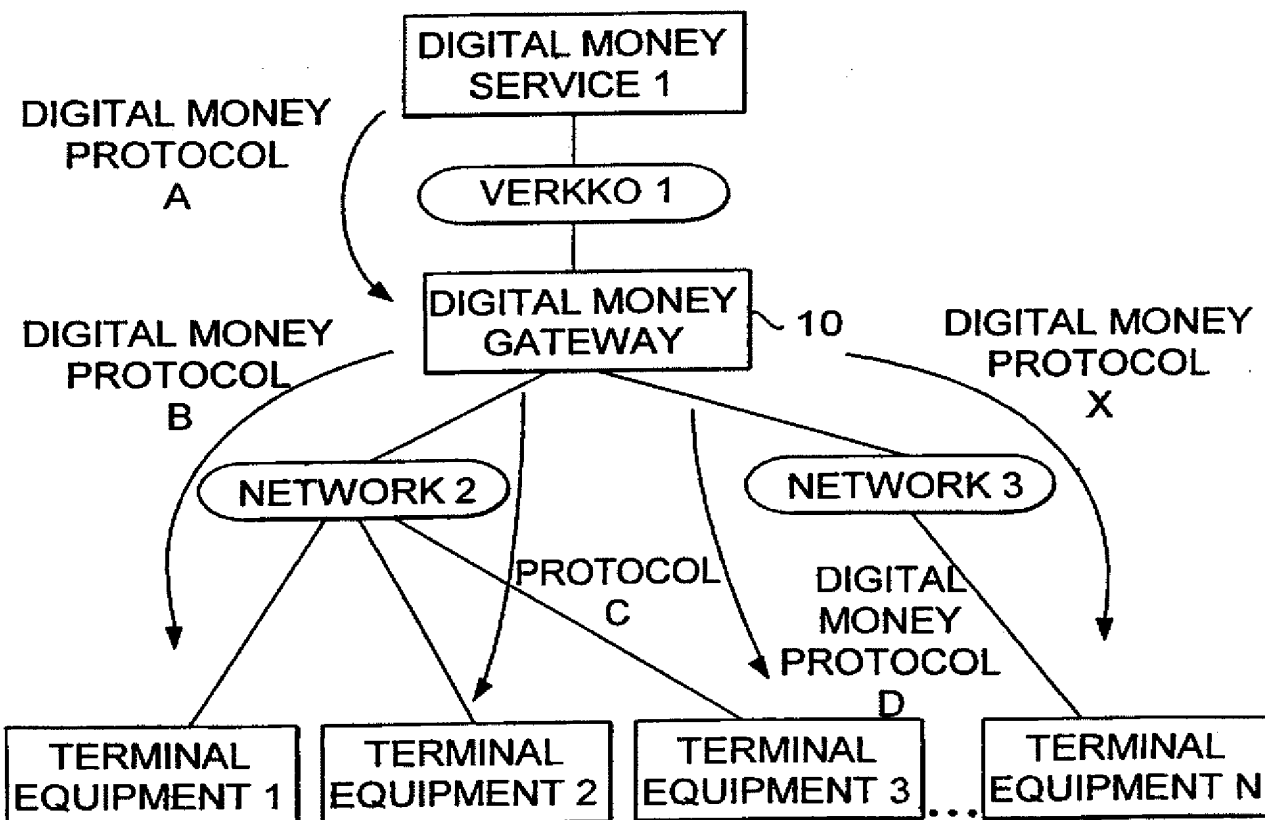 DIGITAL MONEY
SERVICE 1
DIGITAL MONEY
PROTOCOL
A
VERKKO 1
DIGITAL MONEY
GATEWAY
10
DIGITAL MONEY
PROTOCOL
B
DIGITAL MONEY
PROTOCOL
X
NETWORK 2
NETWORK 3
PROTOCOL
C
DIGITAL
MONEY
PROTOCOL
D
TERMINAL
EQUIPMENT 1
TERMINAL
EQUIPMENT 2
TERMINAL
EQUIPMENT 3
...
TERMINAL
EQUIPMENT N